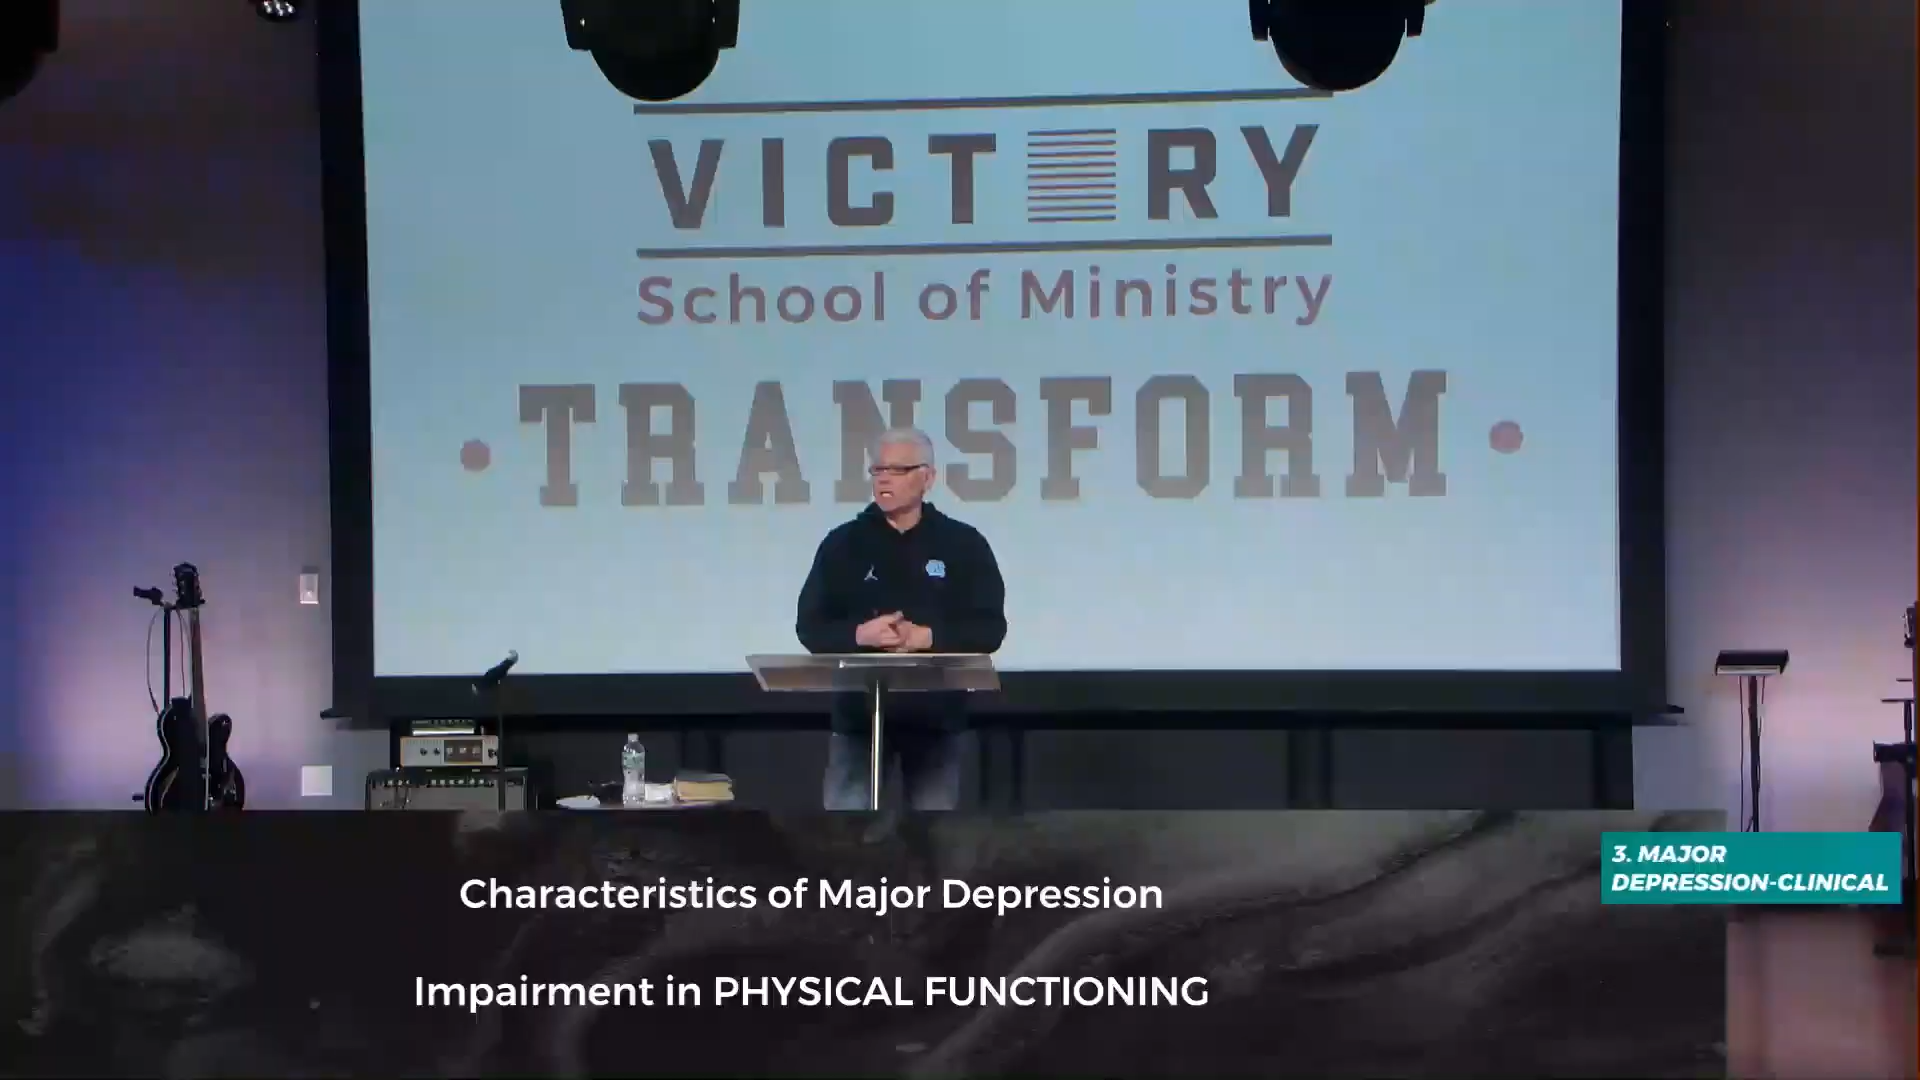 VICTORY
School of Ministry
• TRANSFORM •
3. MAJOR
DEPRESSION-CLINICAL
Characteristics of Major Depression
Impairment in PHYSICAL FUNCTIONING